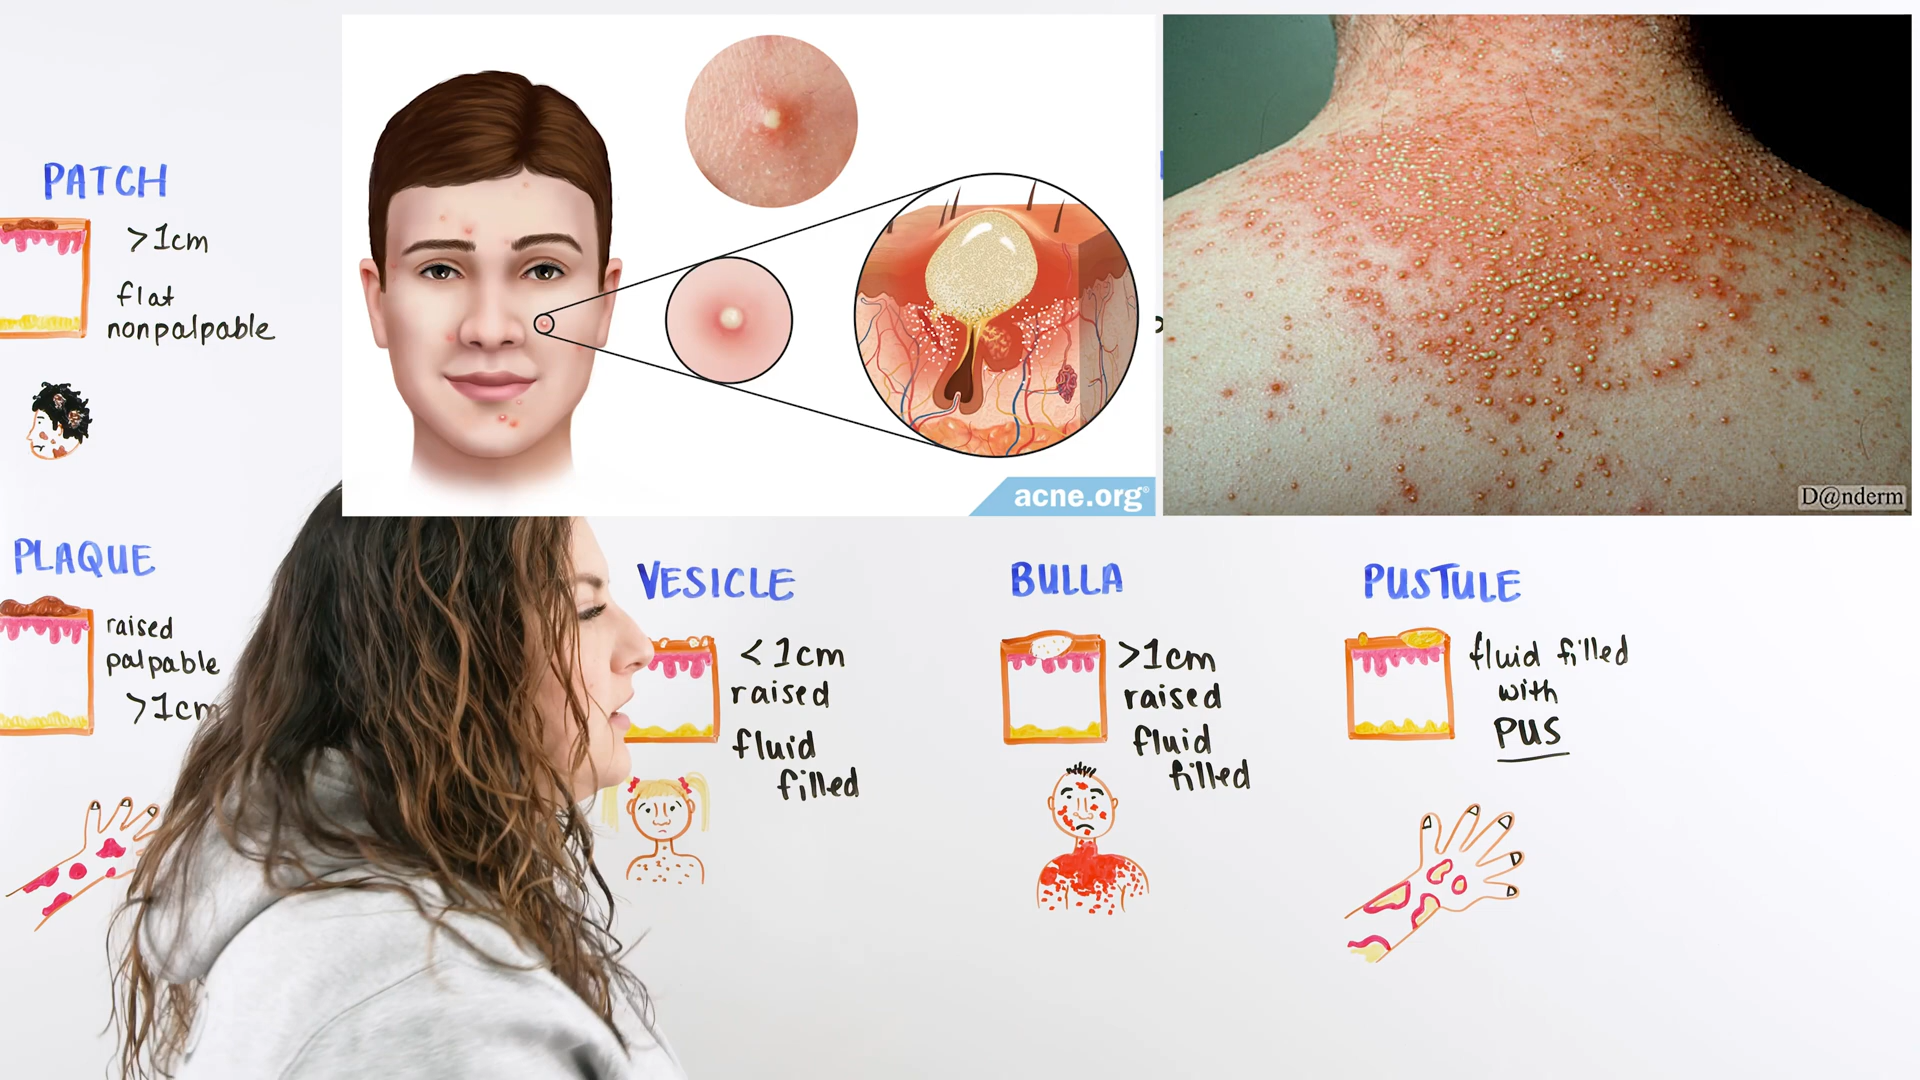 acne.org
D@nderm
PATCH
>1cm
flat
nonpalpable
PLAQUE
raised
palpable
>1cm
VESICLE
<1cm
raised
fluid
filled
BULLA
>1cm
raised
fluid
filled
PUSTULE
fluid filled
with
PUS